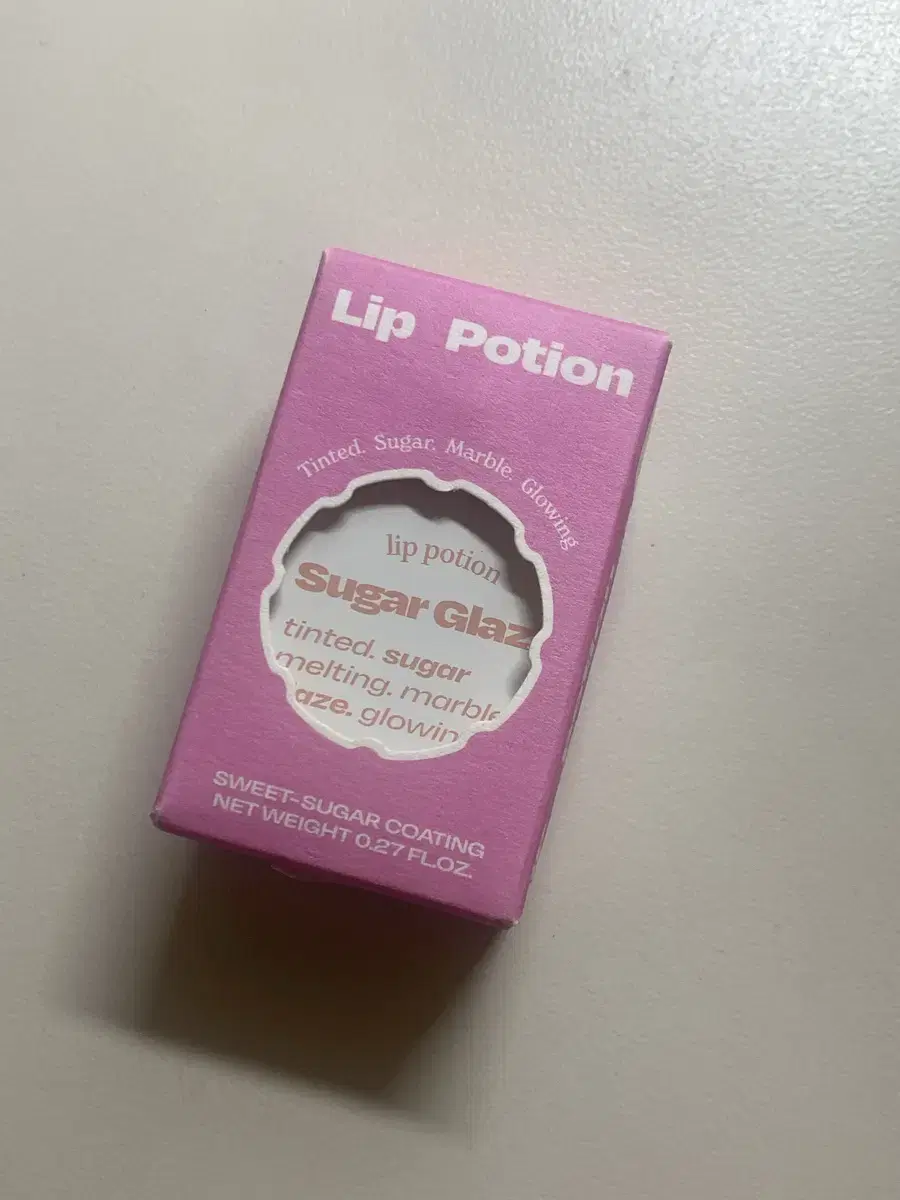 Lip Potion
Tinted. Sugar. Marble. Glowing
lip potion
Sugar Glaz
tinted. sugar
melting. marble
aze. glowin
SWEET-SUGAR COATING
NET WEIGHT 0.27 FL.OZ.